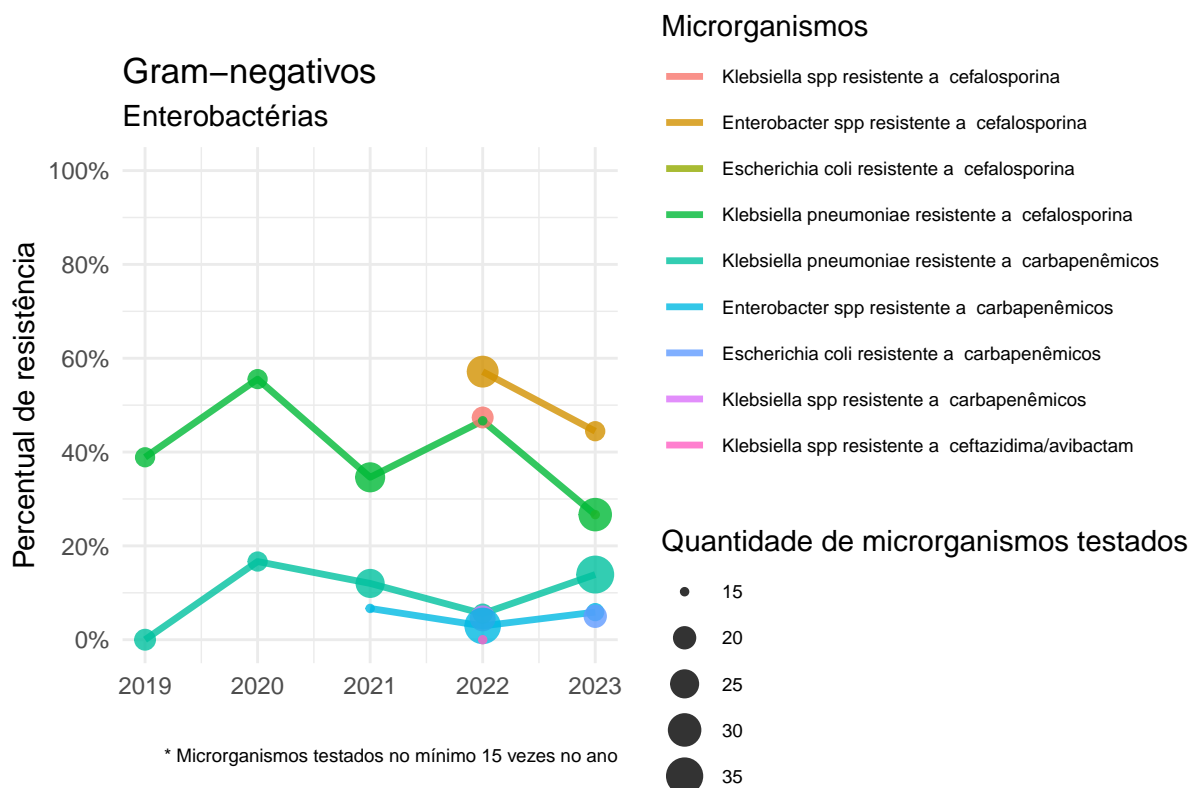 Gram−negativos
Enterobactérias
Percentual de resistência
100%
80%
60%
40%
20%
0%
2019
2020
2021
2022
2023
* Microrganismos testados no mínimo 15 vezes no ano
Microrganismos
Klebsiella spp resistente a  cefalosporina
Enterobacter spp resistente a  cefalosporina
Escherichia coli resistente a  cefalosporina
Klebsiella pneumoniae resistente a  cefalosporina
Klebsiella pneumoniae resistente a  carbapenêmicos
Enterobacter spp resistente a  carbapenêmicos
Escherichia coli resistente a  carbapenêmicos
Klebsiella spp resistente a  carbapenêmicos
Klebsiella spp resistente a  ceftazidima/avibactam
Quantidade de microrganismos testados
15
20
25
30
35